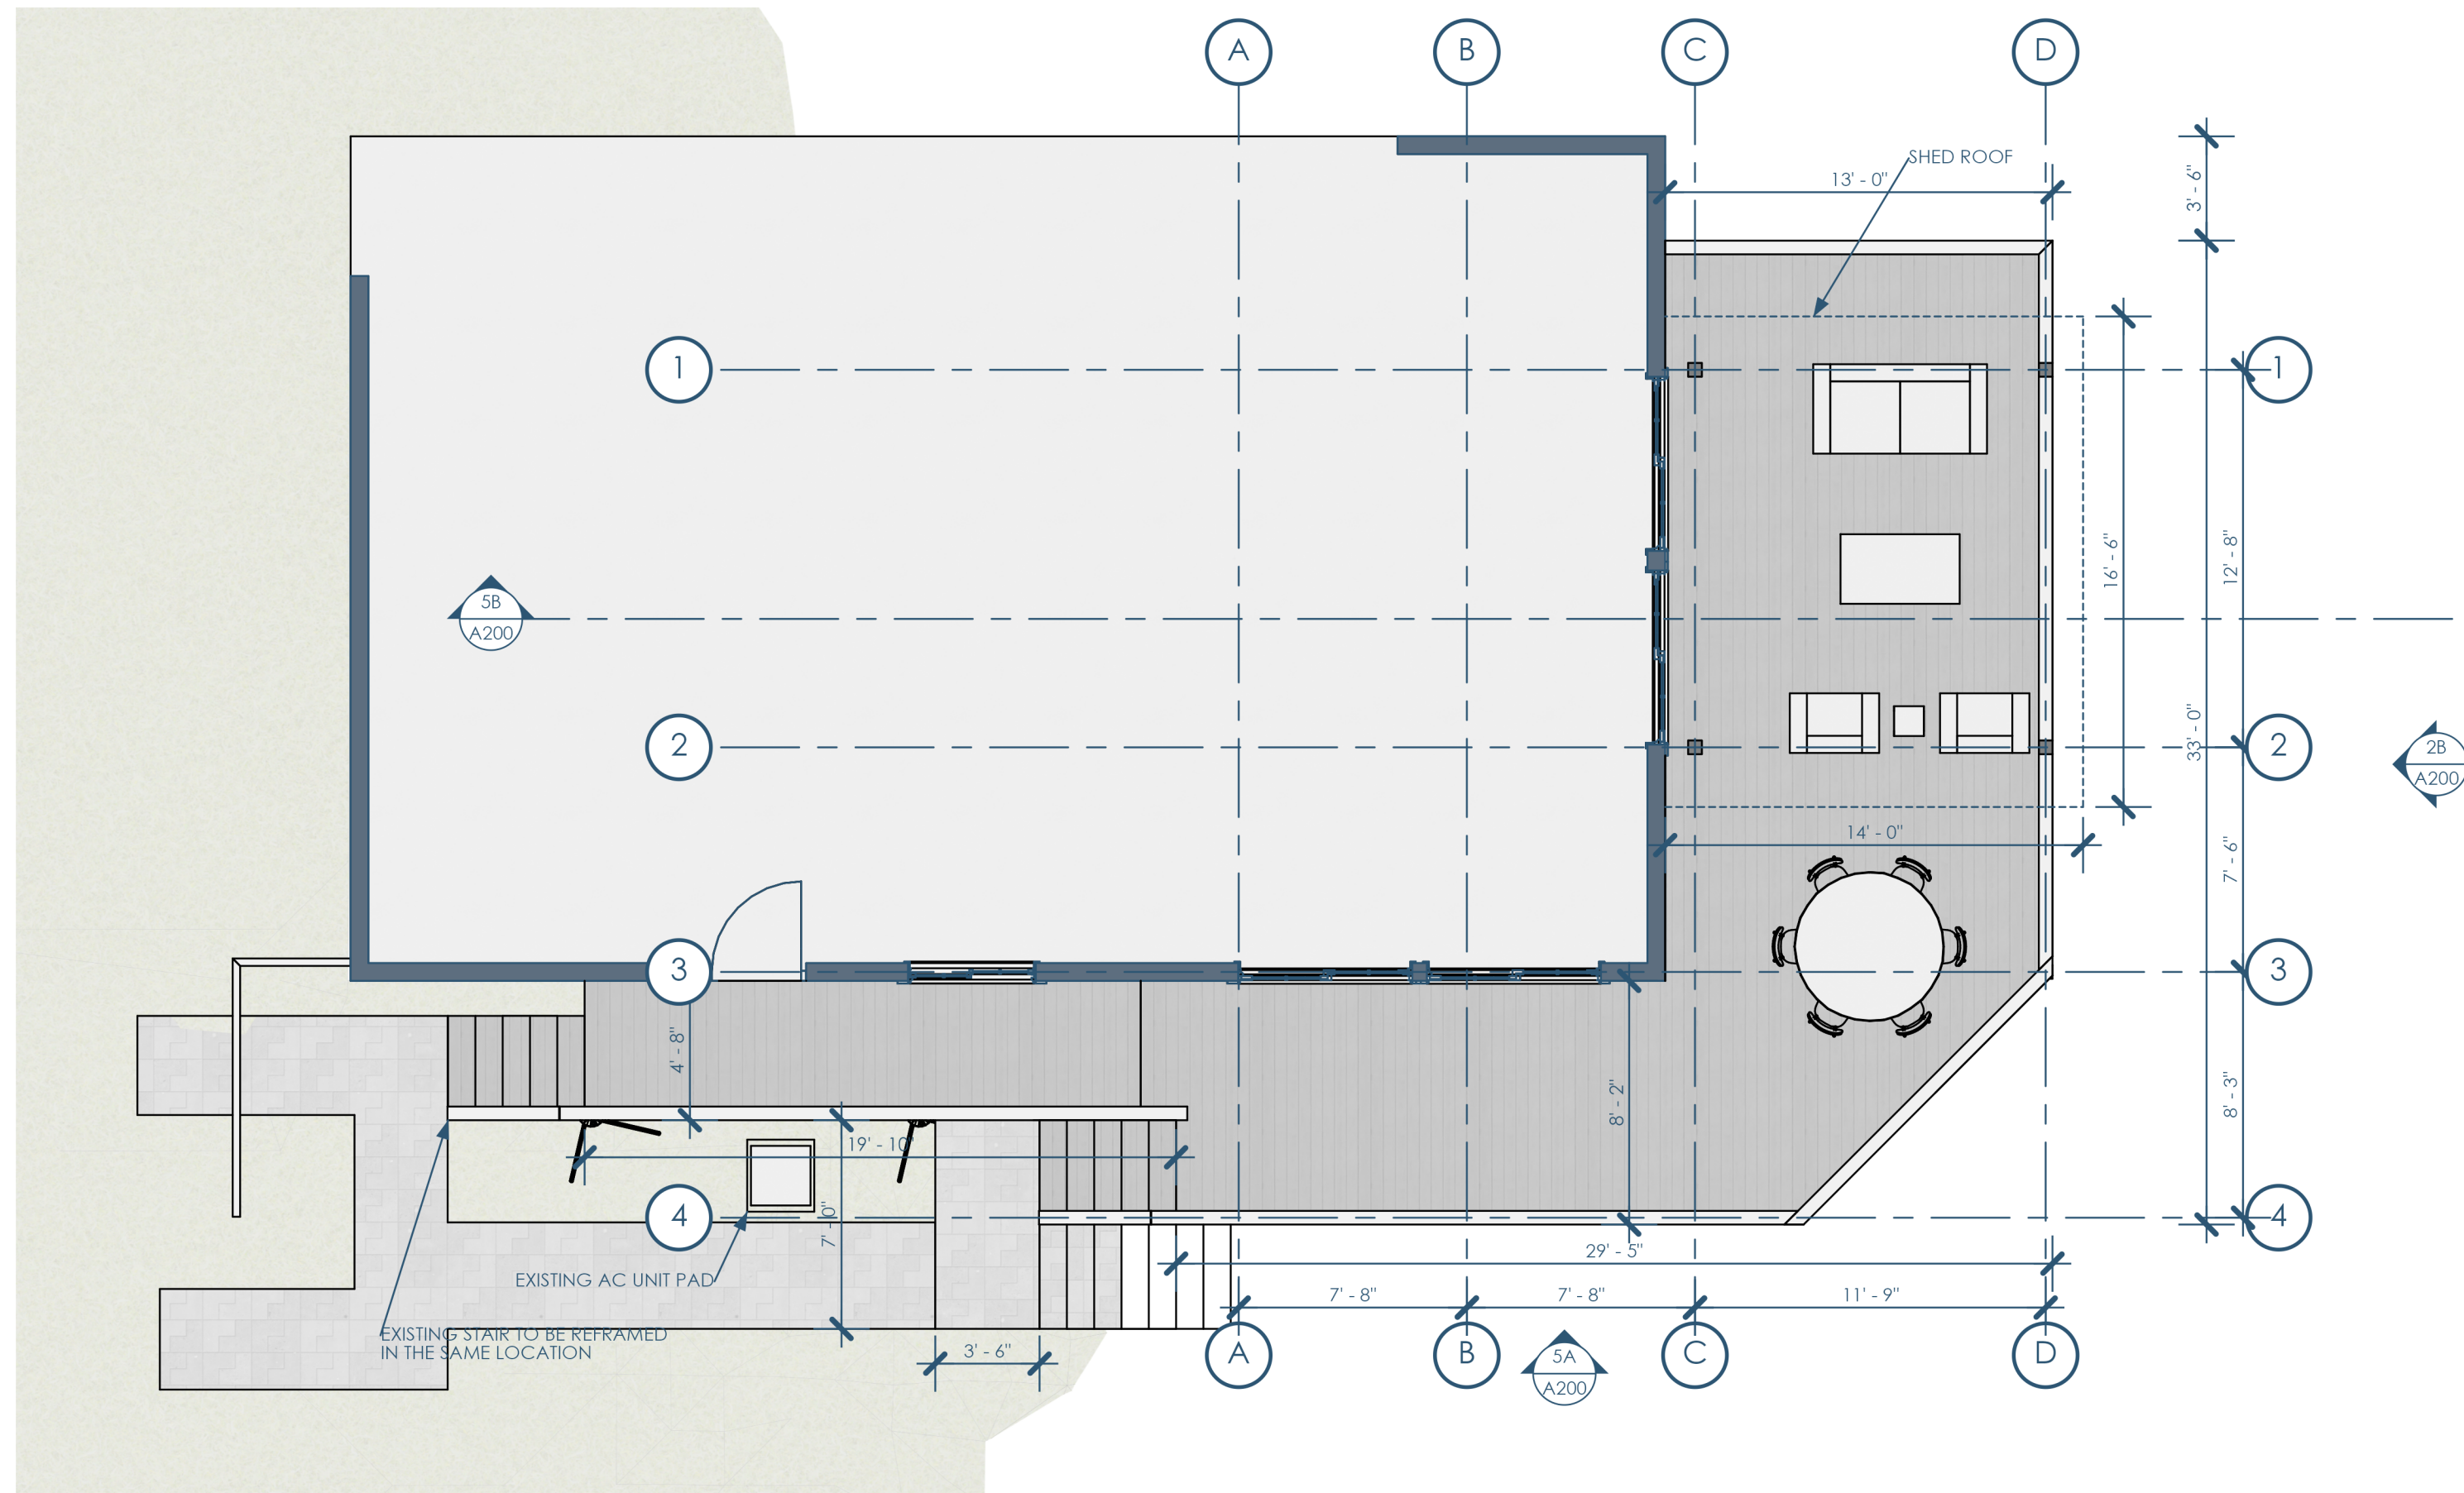 A
B
C
D
SHED ROOF
13' - 0"
3' - 6"
1
1
5B
A200
16' - 6"
12' - 8"
33' - 0"
2
2
2B
A200
14' - 0"
7' - 6"
3
3
4' - 8"
8' - 2"
8' - 3"
19' - 10"
4
7' - 0"
4
EXISTING AC UNIT PAD
29' - 5"
7' - 8"
7' - 8"
11' - 9"
EXISTING STAIR TO BE REFRAMED
IN THE SAME LOCATION
3' - 6"
A
B
5A
A200
C
D